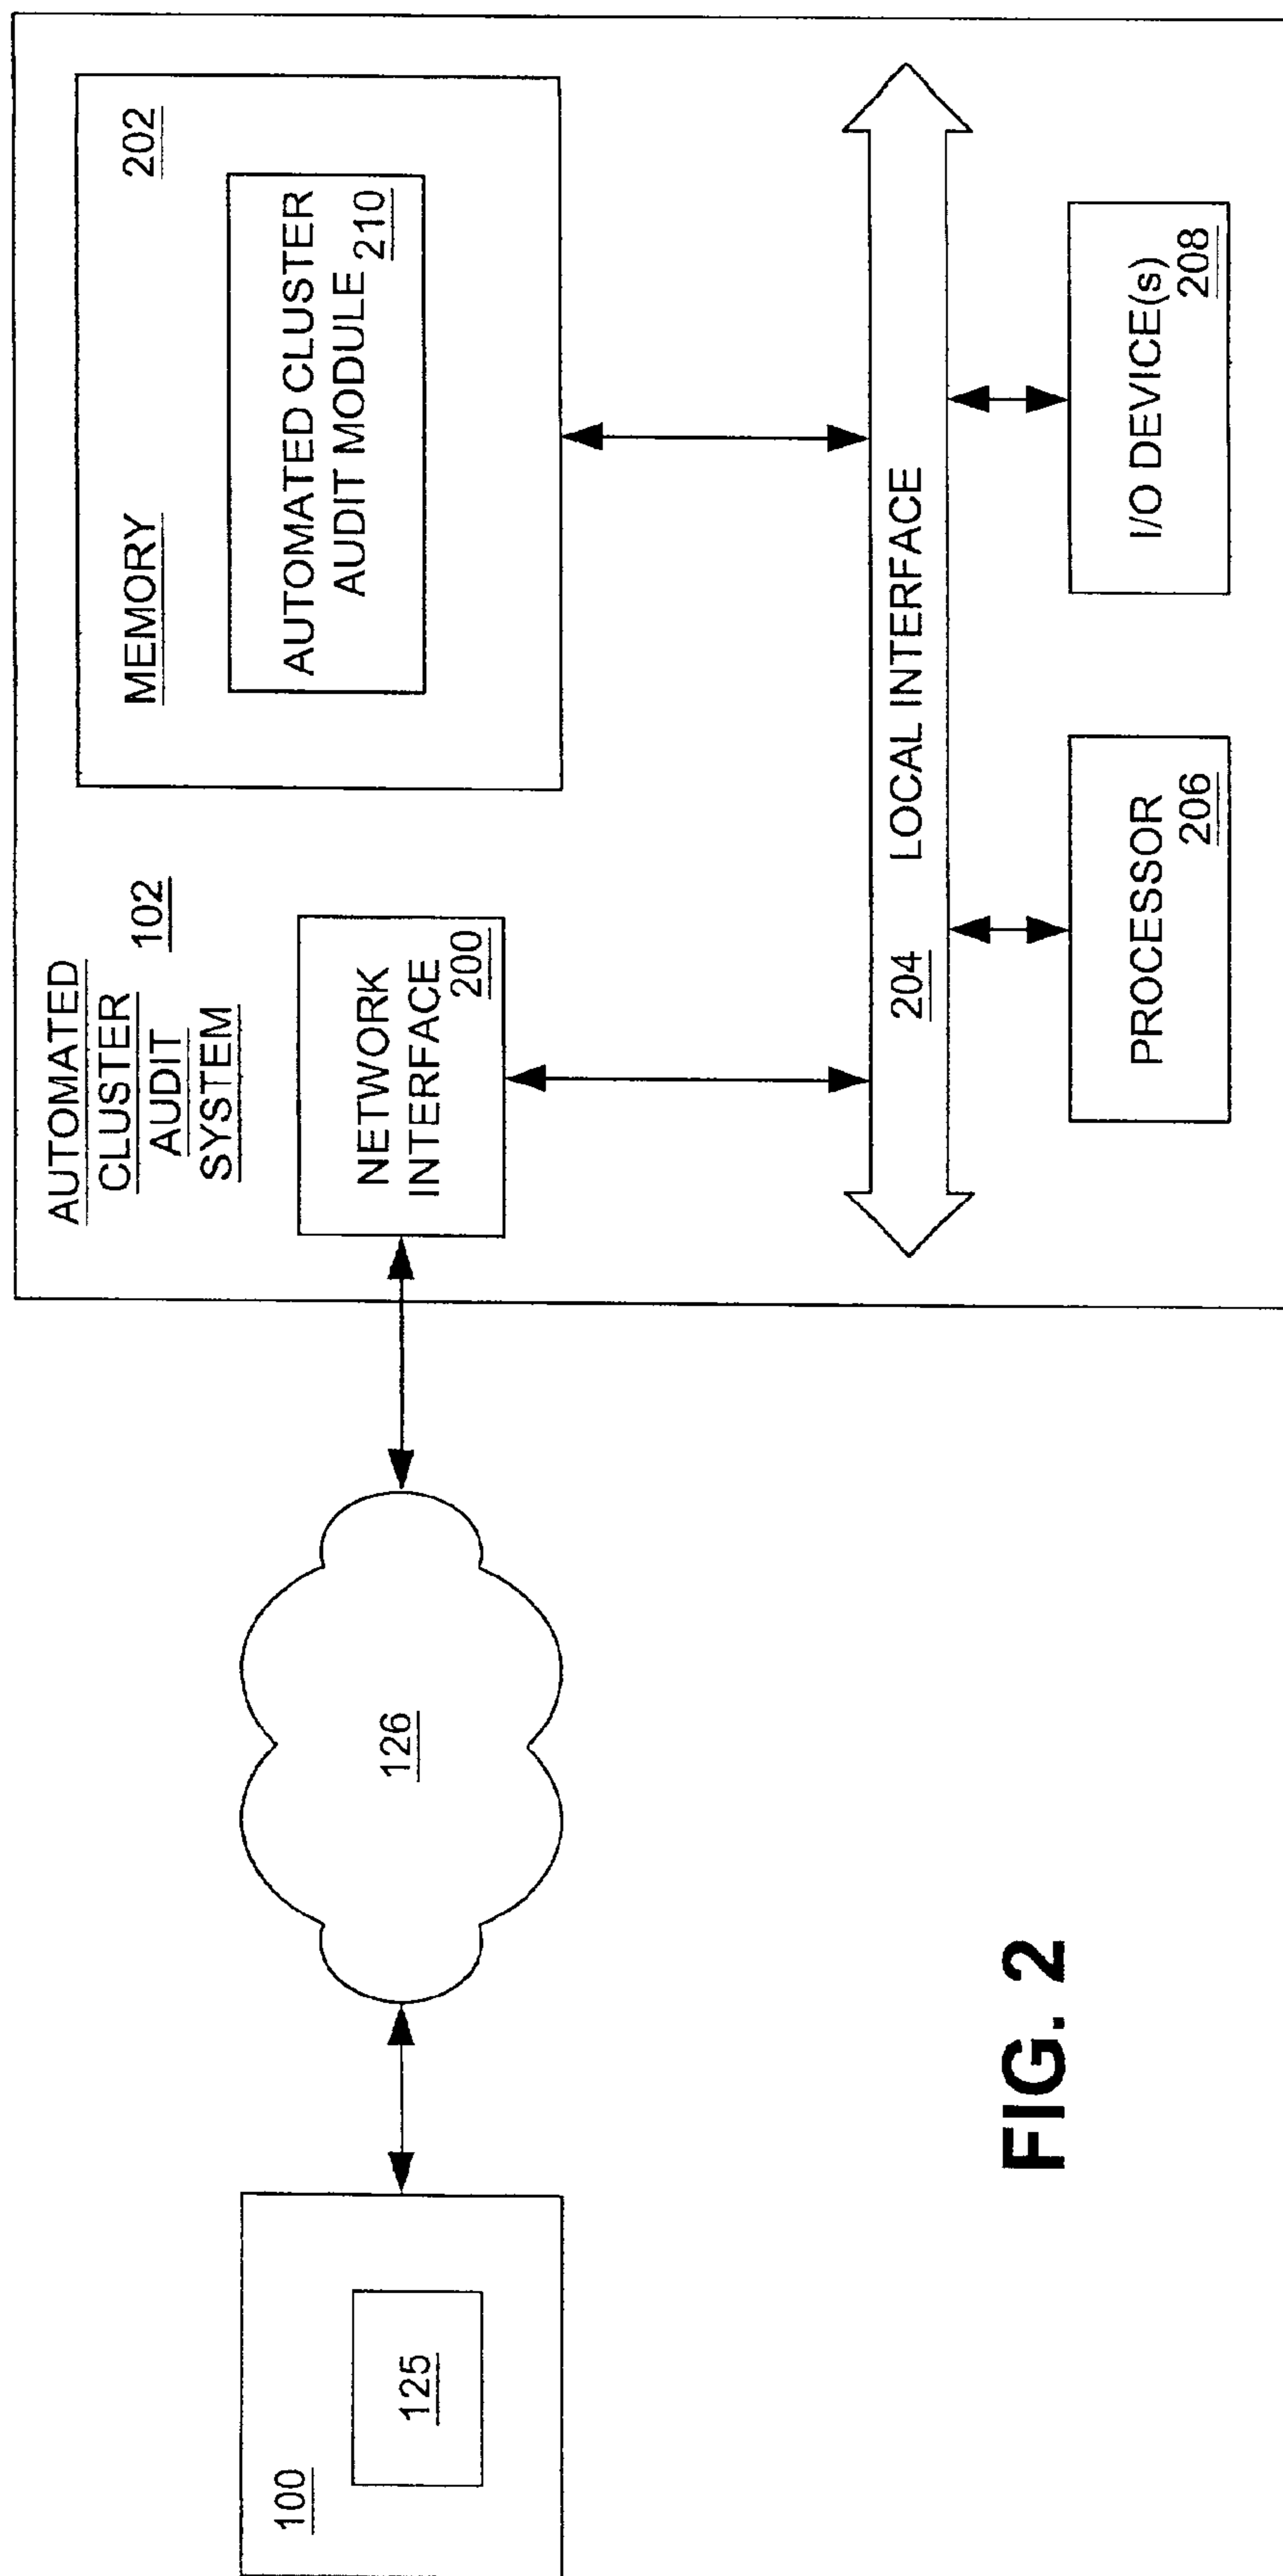 AUTOMATED
CLUSTER
AUDIT
SYSTEM
102
MEMORY
202
AUTOMATED CLUSTER
AUDIT MODULE
210
NETWORK
INTERFACE
200
100
125
126
204
LOCAL INTERFACE
PROCESSOR
206
I/O DEVICE(s)
208
FIG. 2